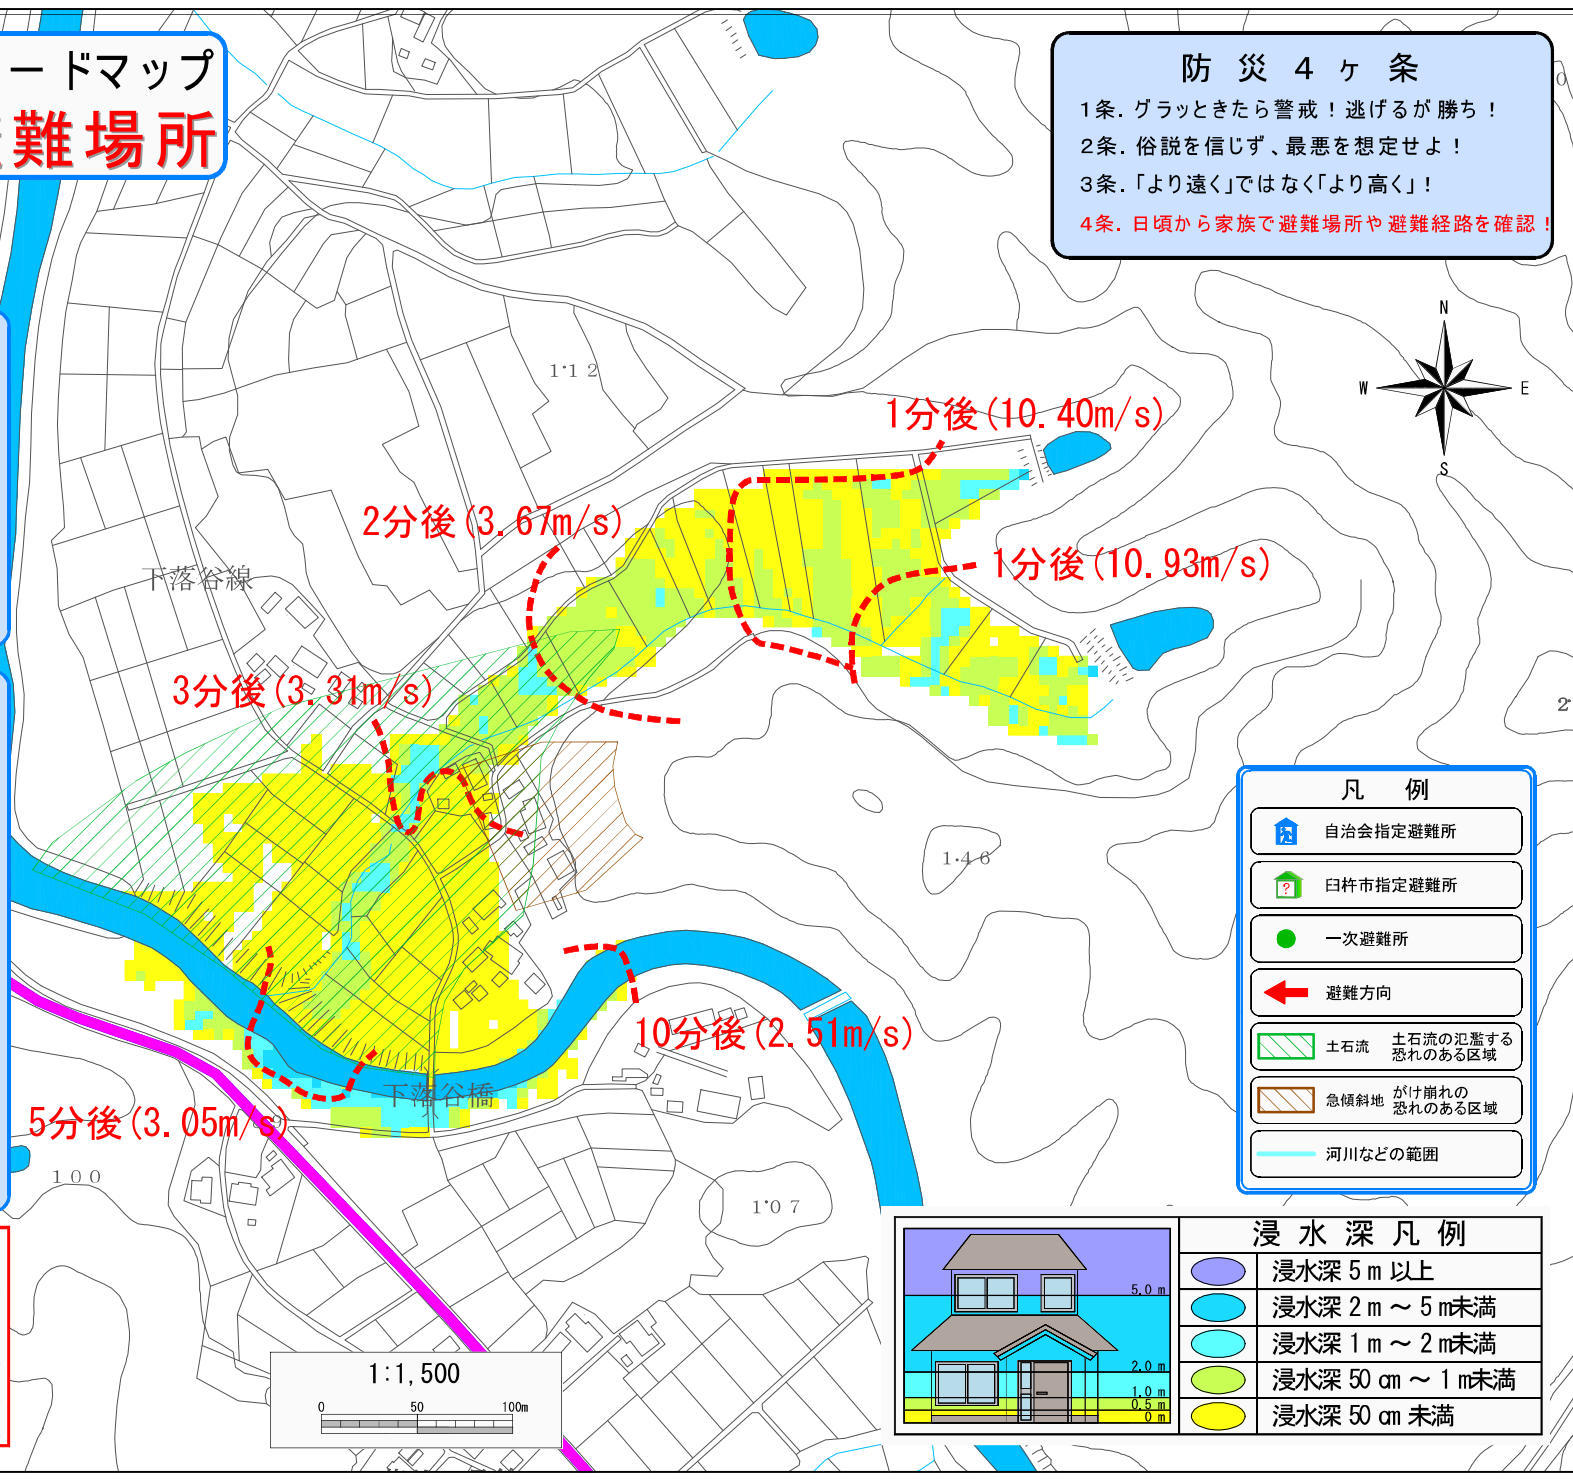 ードマップ
難場所
防災4ヶ条
1条. グラッときたら警戒！逃げるが勝ち！
2条. 俗説を信じず、最悪を想定せよ！
3条. 「より遠く」ではなく「より高く」！
4条. 日頃から家族で避難場所や避難経路を確認！
N
W
E
S
112
1分後(10.40m/s)
2分後(3.67m/s)
1分後(10.93m/s)
下落谷線
3分後(3.31m/s)
146
10分後(2.51m/s)
下落谷橋
5分後(3.05m/s)
100
107
凡例
自治会指定避難所
臼杵市指定避難所
一次避難所
避難方向
土石流 土石流の氾濫する
恐れのある区域
急傾斜地 がけ崩れの
恐れのある区域
河川などの範囲
1:1,500
0 50 100m
浸水深凡例
浸水深 5 m 以上
浸水深 2 m ～ 5 m未満
浸水深 1 m ～ 2 m未満
浸水深 50 cm ～ 1 m未満
浸水深 50 cm 未満
5.0 m
2.0 m
1.0 m
0.5 m
0 m